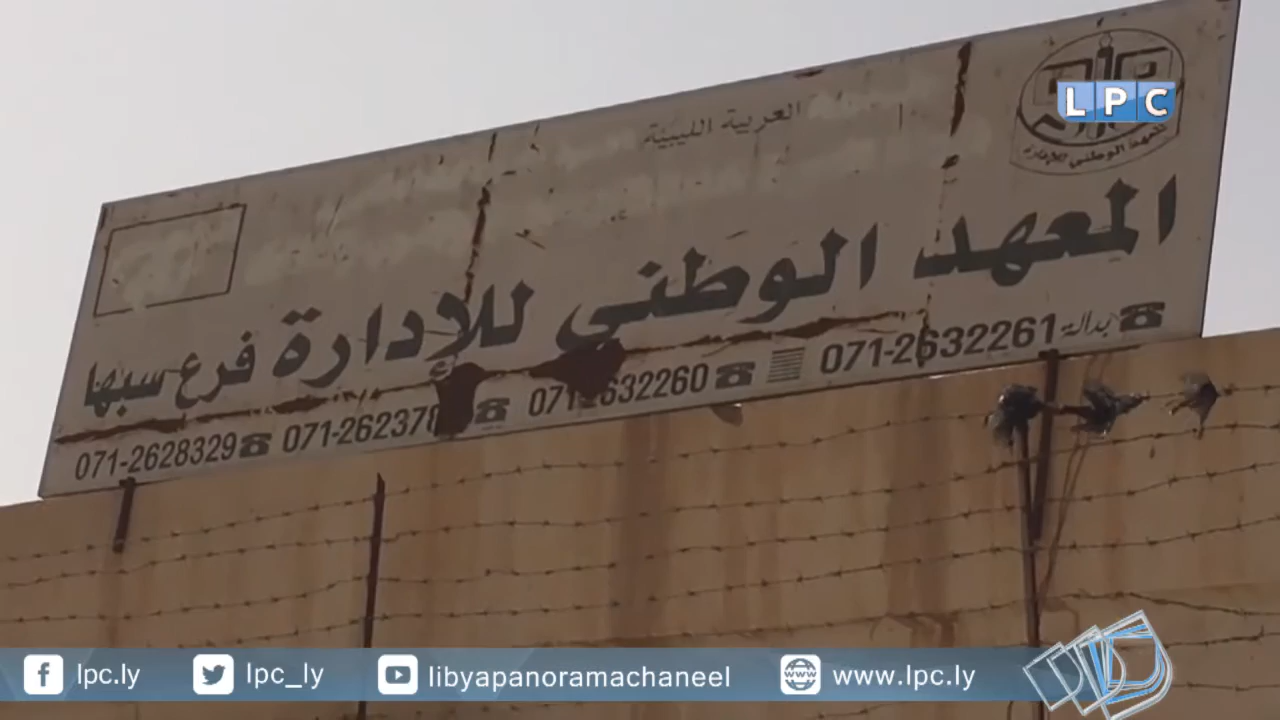 LPC
العربية الليبية
المعهد الوطني للإدارة
المعهد الوطني للإدارة فرع سبها
بدالة 071-2632261 071-2632260
071-2628329
lpc.ly
lpc_ly
libyapanoramachaneel
www.lpc.ly